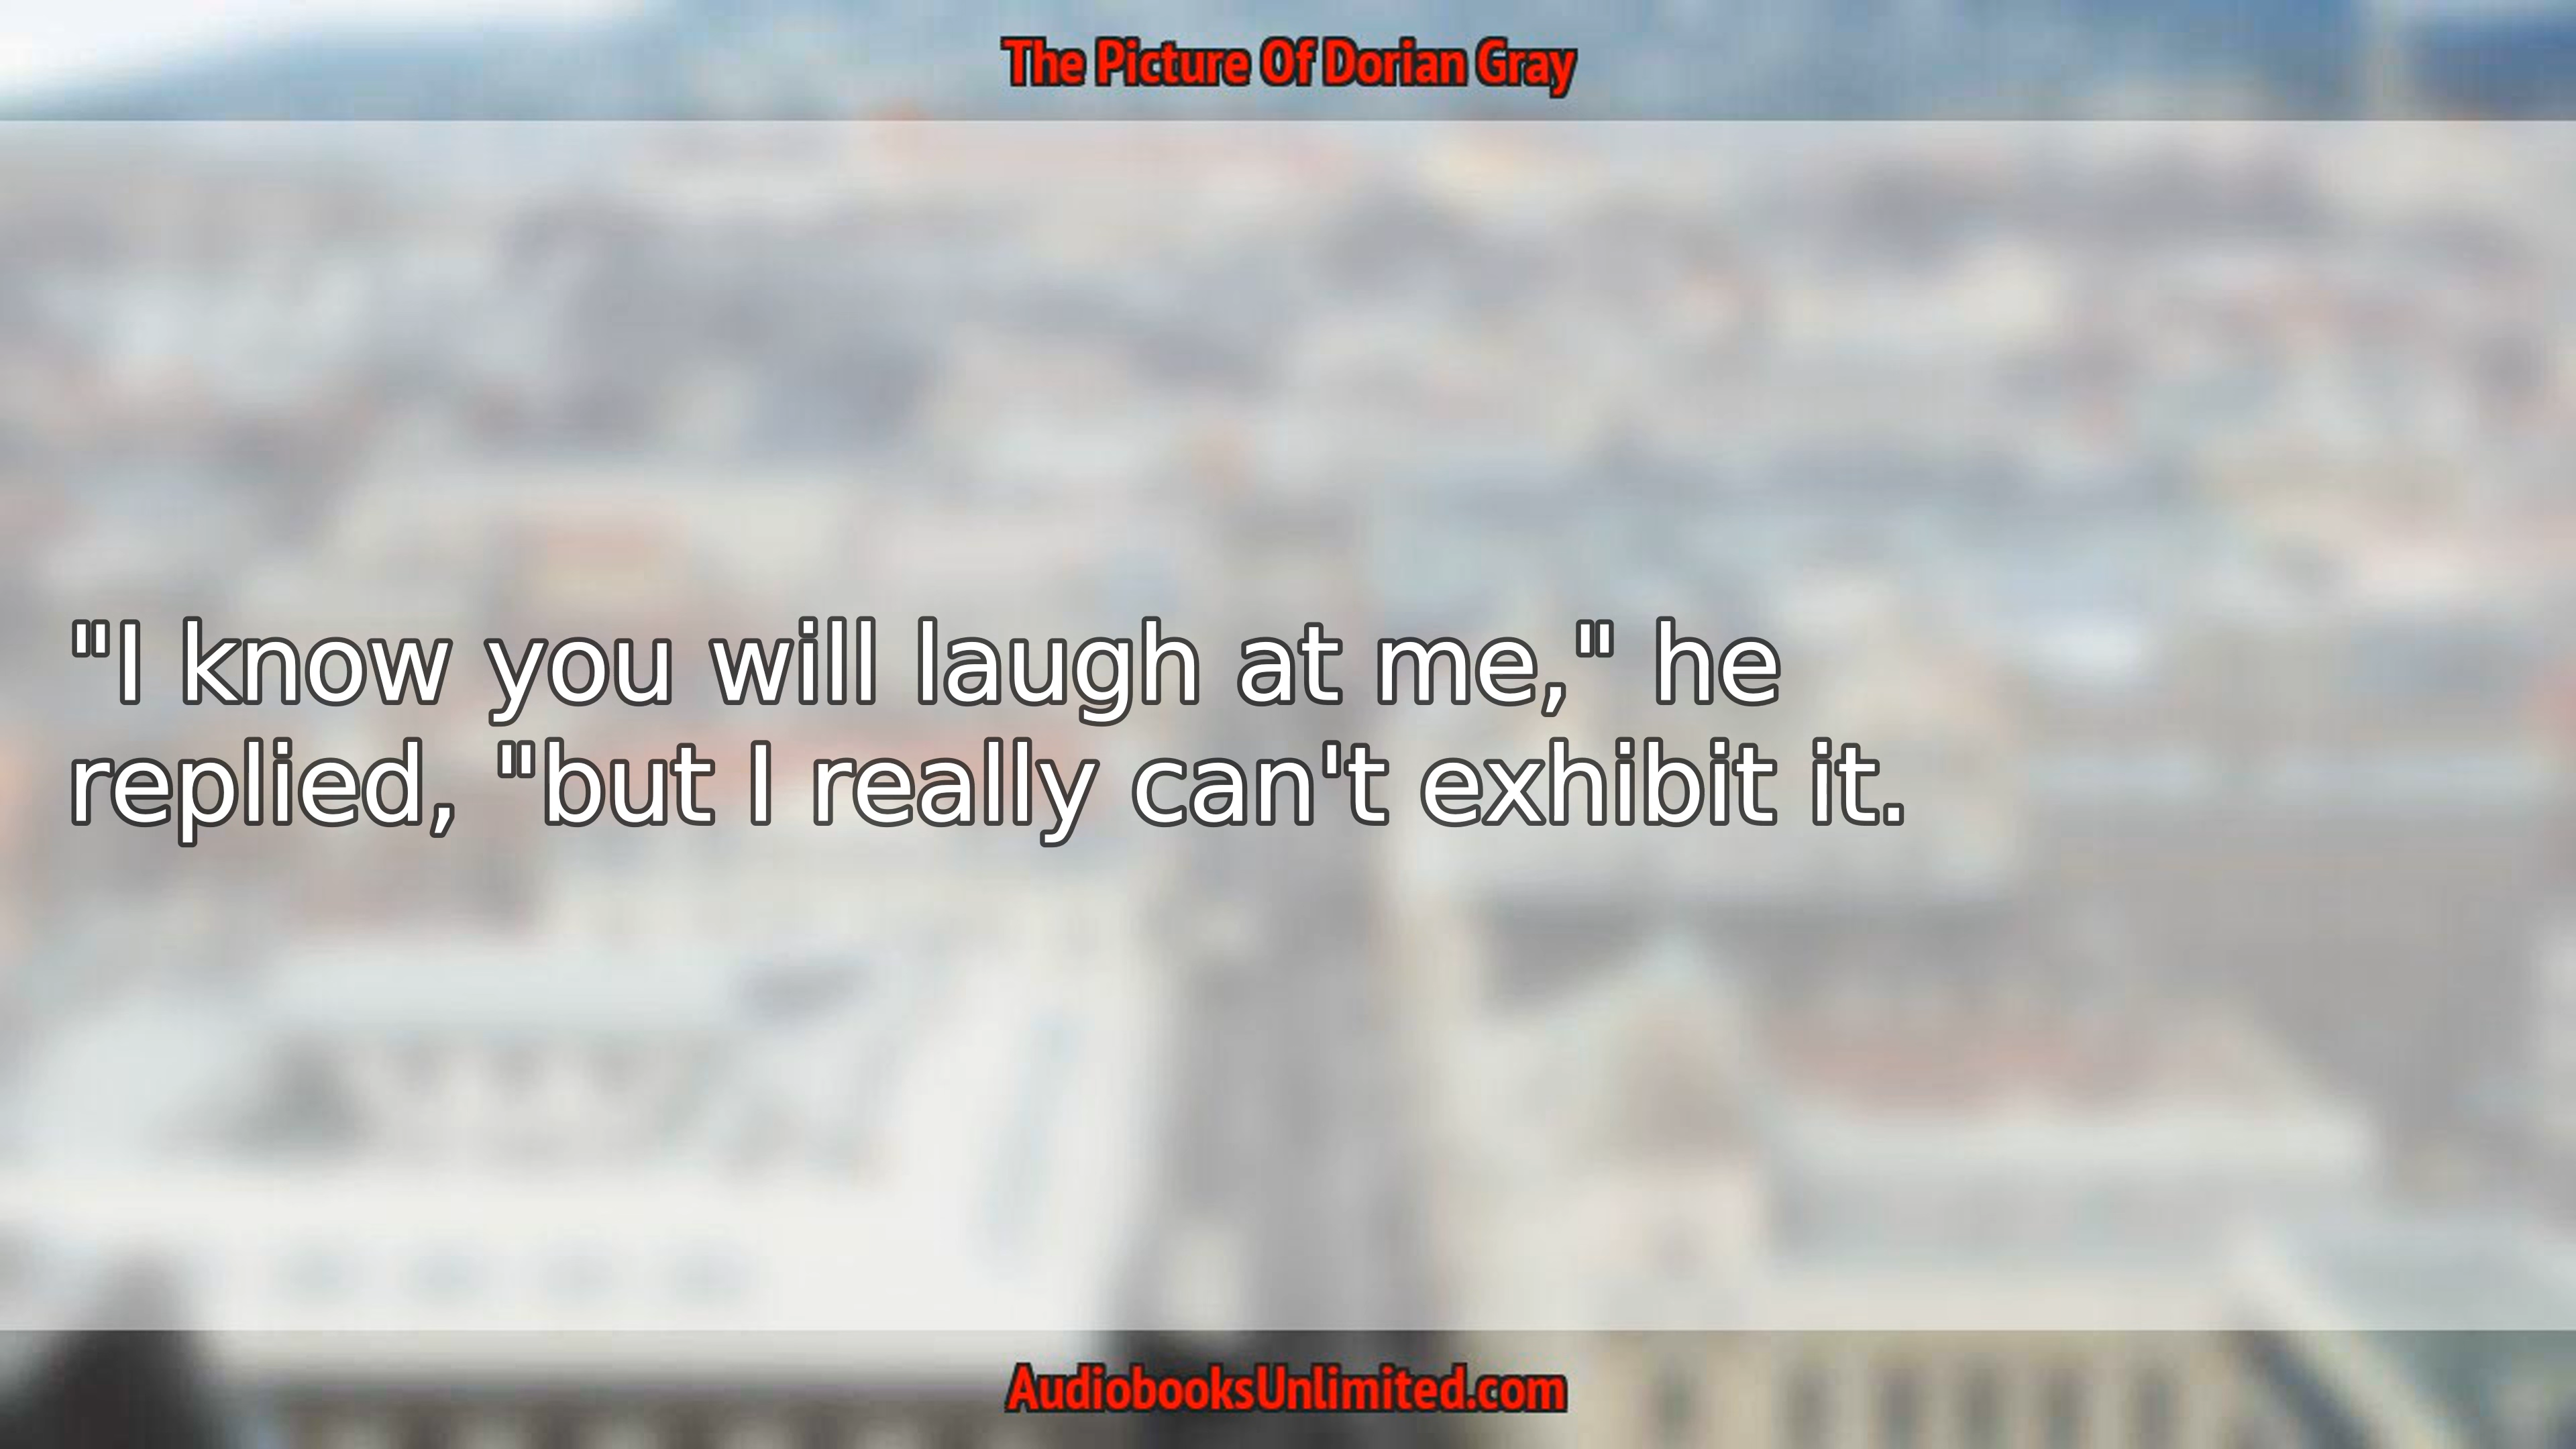 The Picture Of Dorian Gray
"I know you will laugh at me," he
replied, "but I really can't exhibit it.
AudiobooksUnlimited.com